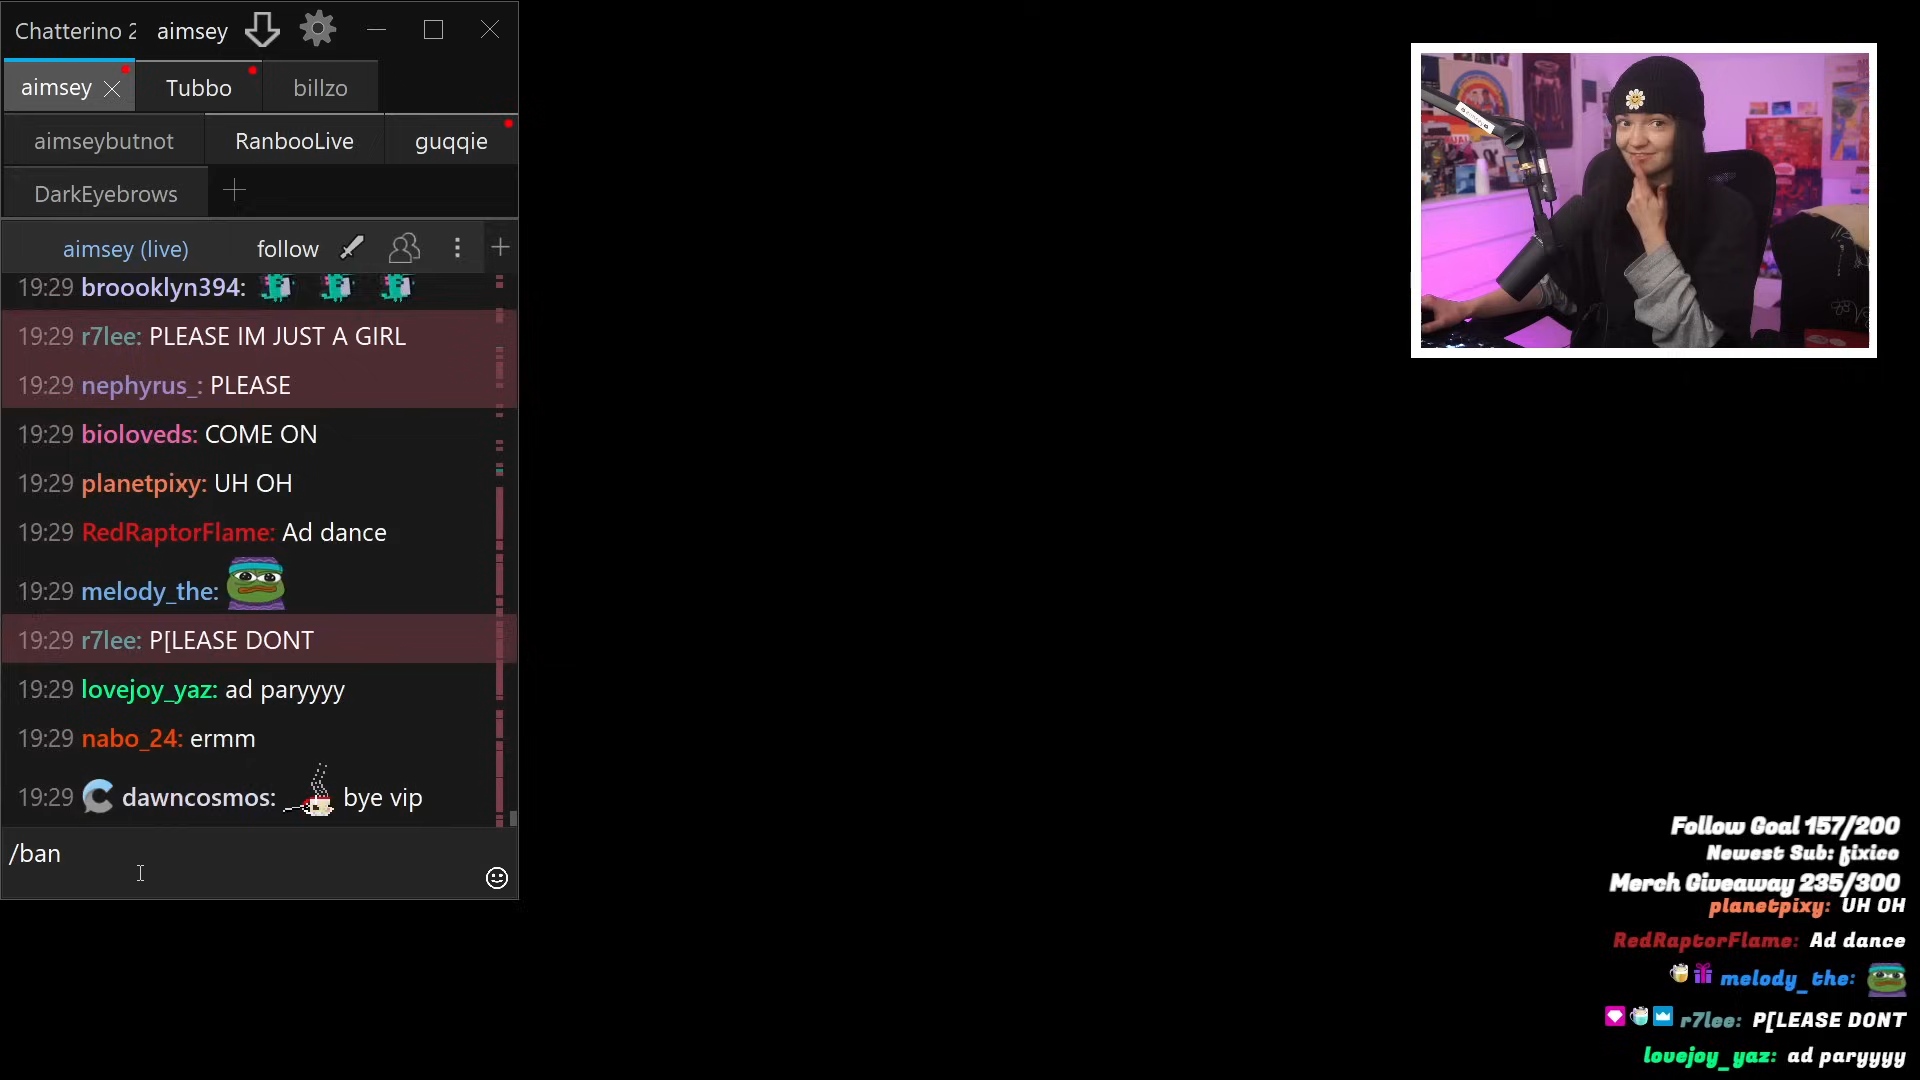 Chatterino 2
aimsey
aimsey
Tubbo
billzo
aimseybutnot
RanbooLive
guqqie
DarkEyebrows
aimsey (live)
follow
19:29 broooklyn394:
19:29 r7lee: PLEASE IM JUST A GIRL
19:29 nephyrus_: PLEASE
19:29 bioloveds: COME ON
19:29 planetpixy: UH OH
19:29 RedRaptorFlame: Ad dance
19:29 melody_the:
19:29 r7lee: P[LEASE DONT
19:29 lovejoy_yaz: ad paryyyy
19:29 nabo_24: ermm
19:29 dawncosmos: bye vip
/ban
Follow Goal 157/200
Newest Sub: fixico
Merch Giveaway 235/300
planetpixy: UH OH
RedRaptorFlame: Ad dance
melody_the:
r7lee: P[LEASE DONT
lovejoy_yaz: ad paryyyy